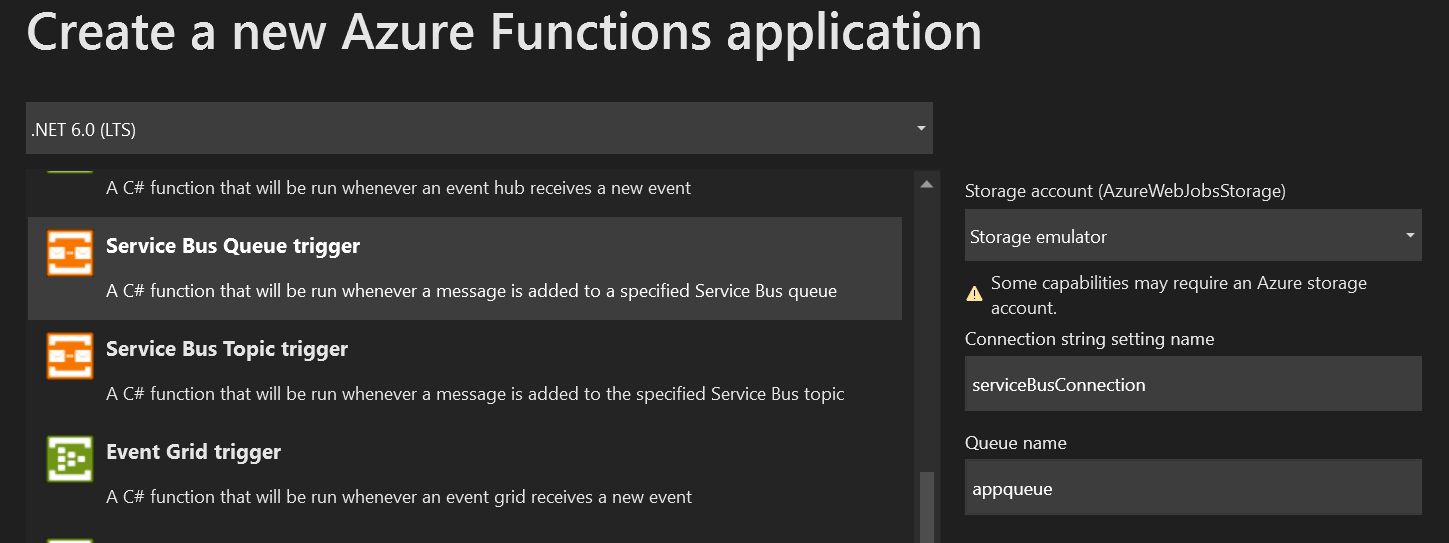 Create a new Azure Functions application
.NET 6.0 (LTS)
A C# function that will be run whenever an event hub receives a new event
Service Bus Queue trigger
A C# function that will be run whenever a message is added to a specified Service Bus queue
Service Bus Topic trigger
A C# function that will be run whenever a message is added to the specified Service Bus topic
Event Grid trigger
A C# function that will be run whenever an event grid receives a new event
Storage account (AzureWebJobsStorage)
Storage emulator
Some capabilities may require an Azure storage
account.
Connection string setting name
serviceBusConnection
Queue name
appqueue